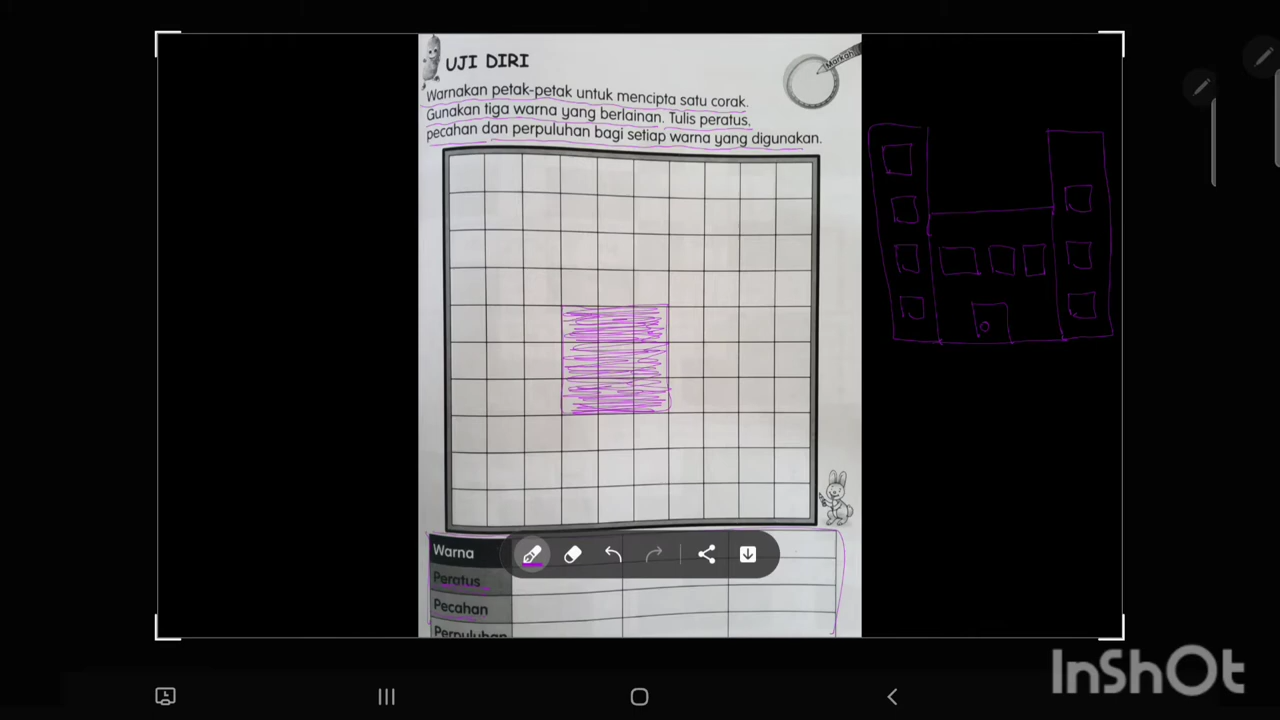 UJI DIRI
Markah
Warnakan petak-petak untuk mencipta satu corak.
Gunakan tiga warna yang berlainan. Tulis peratus,
pecahan dan perpuluhan bagi setiap warna yang digunakan.
Warna
Peratus
Pecahan
Perpuluhan
InShOt